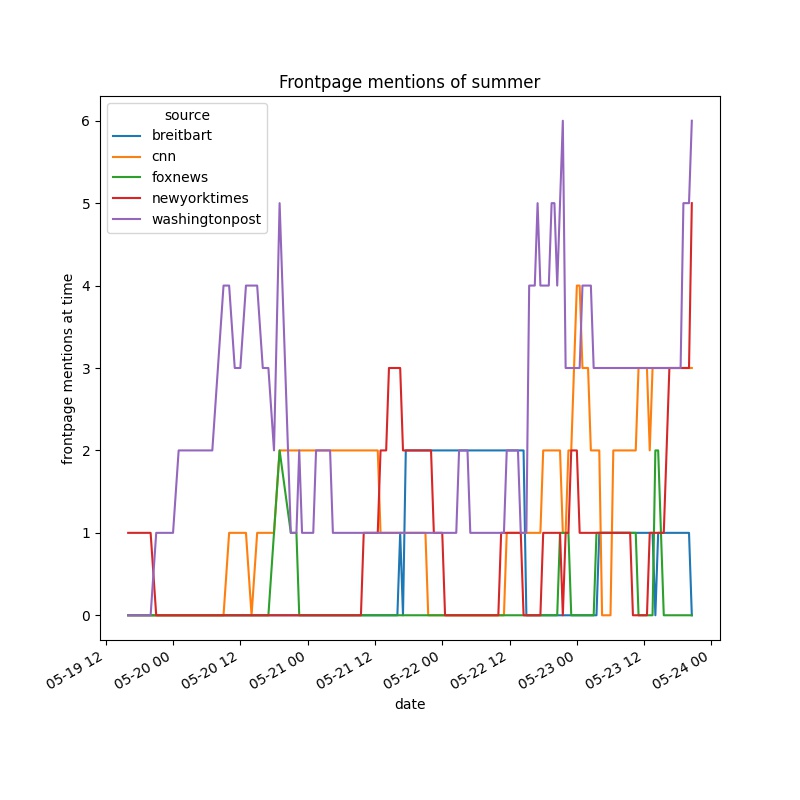 Frontpage mentions of summer
source
breitbart
cnn
foxnews
newyorktimes
washingtonpost
frontpage mentions at time
6
5
4
3
2
1
0
05-19 12
05-20 00
05-20 12
05-21 00
05-21 12
05-22 00
05-22 12
05-23 00
05-23 12
05-24 00
date